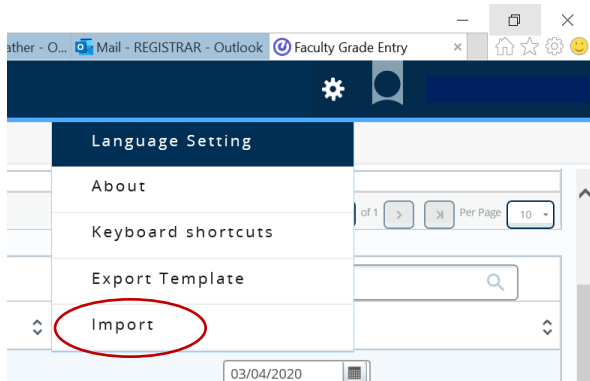 ather - O... Mail - REGISTRAR - Outlook Faculty Grade Entry
Language Setting
About
Keyboard shortcuts
of 1 Per Page 10
Export Template
Import
03/04/2020